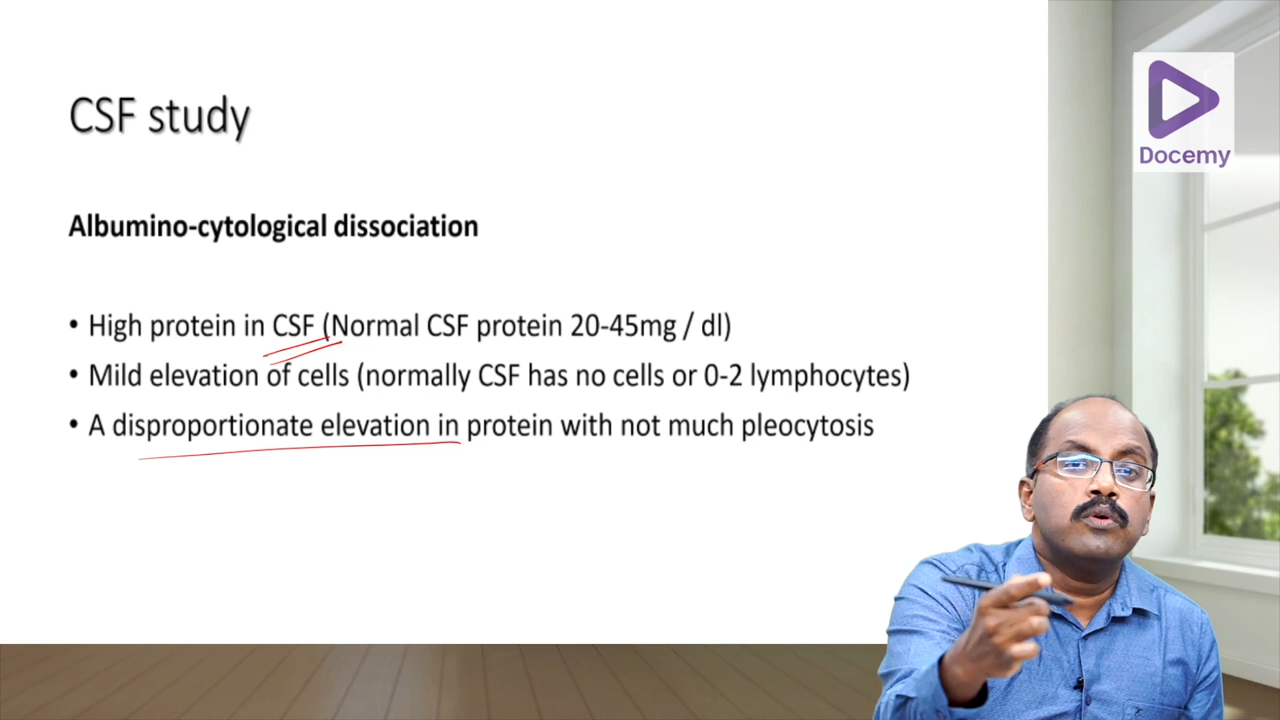 CSF study
Docemy
Albumino-cytological dissociation
• High protein in CSF (Normal CSF protein 20-45mg / dl)
• Mild elevation of cells (normally CSF has no cells or 0-2 lymphocytes)
• A disproportionate elevation in protein with not much pleocytosis